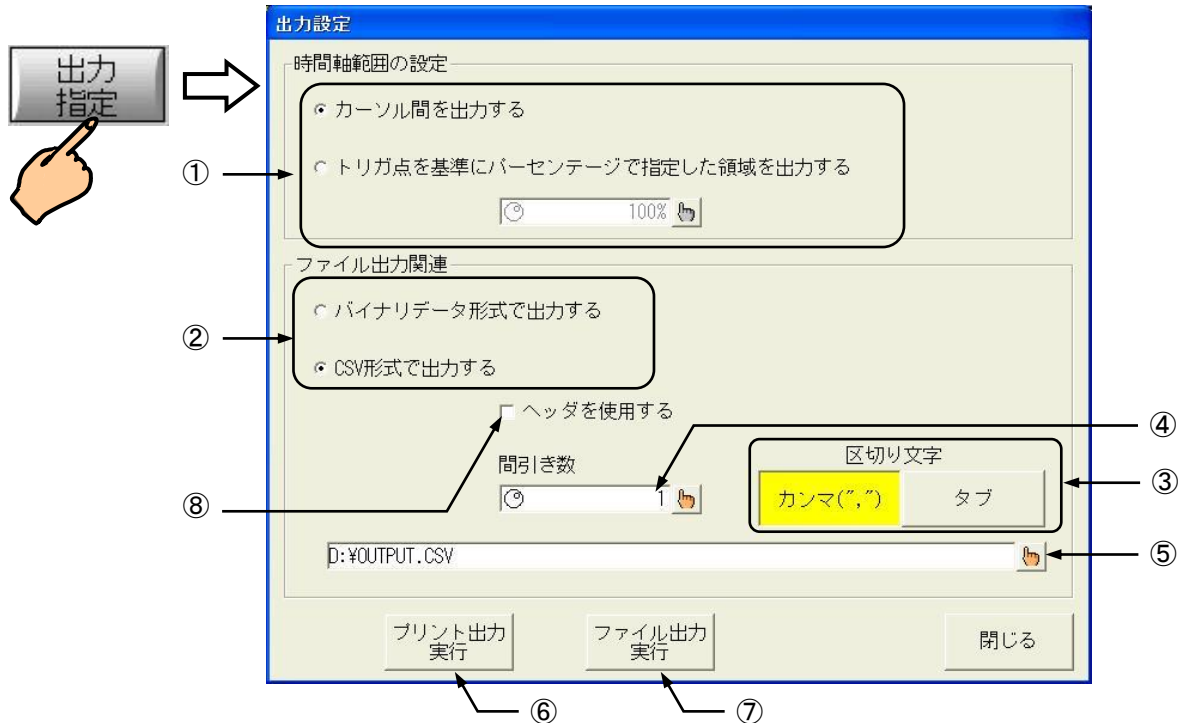 出力
指定
出力設定
時間軸範囲の設定
カーソル間を出力する
トリガ点を基準にパーセンテージで指定した領域を出力する
①
100%
ファイル出力関連
バイナリデータ形式で出力する
②
CSV形式で出力する
ヘッダを使用する
④
間引き数
区切り文字
⑧
1
カンマ(",")
タブ
③
D:¥OUTPUT.CSV
⑤
プリント出力
実行
ファイル出力
実行
閉じる
⑥
⑦